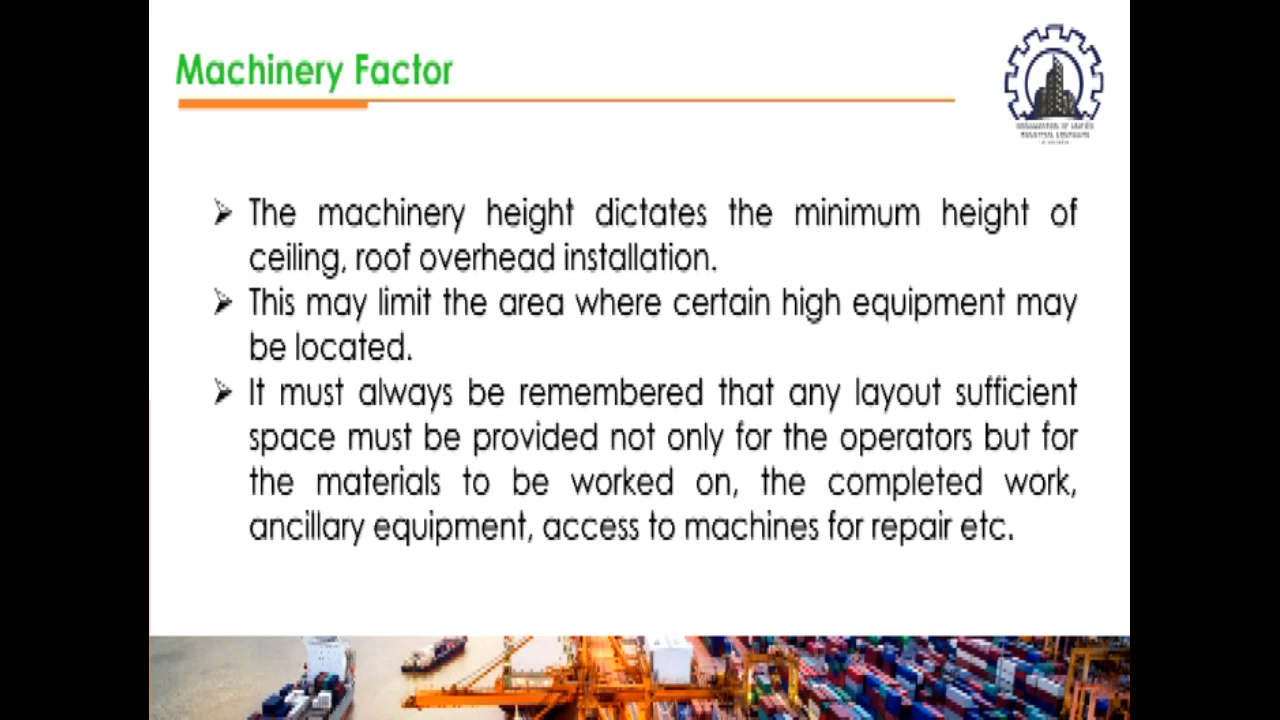 Machinery Factor
➢ The machinery height dictates the minimum height of
ceiling, roof overhead installation.
➢ This may limit the area where certain high equipment may
be located.
➢ It must always be remembered that any layout sufficient
space must be provided not only for the operators but for
the materials to be worked on, the completed work,
ancillary equipment, access to machines for repair etc.